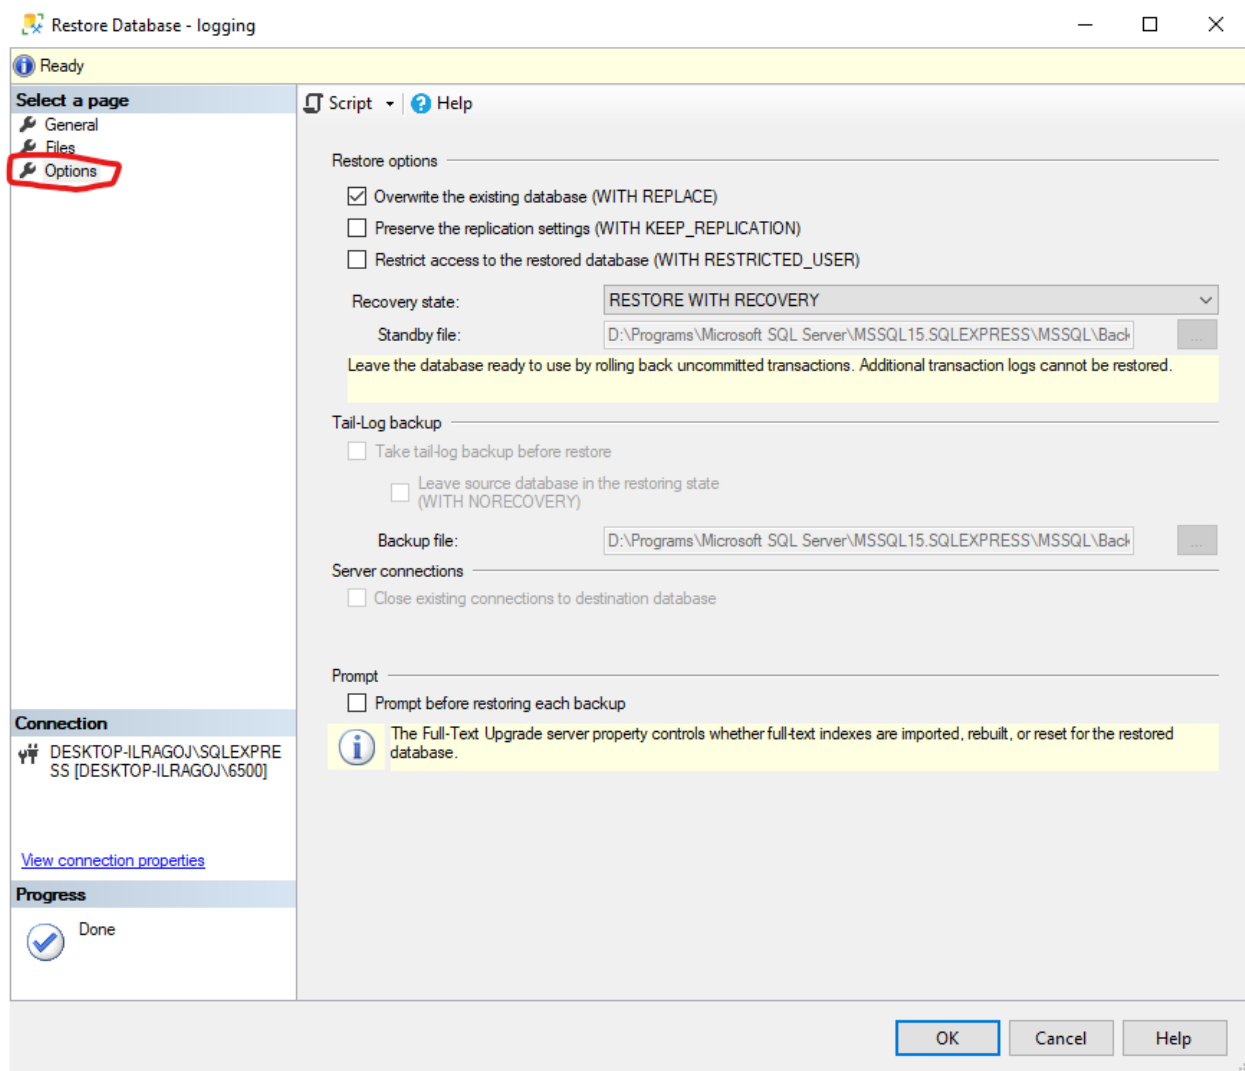 Restore Database - logging
Ready
Select a page
General
Files
Options
Script
Help
Restore options
Overwrite the existing database (WITH REPLACE)
Preserve the replication settings (WITH KEEP_REPLICATION)
Restrict access to the restored database (WITH RESTRICTED_USER)
Recovery state:
RESTORE WITH RECOVERY
Standby file:
D:\Programs\Microsoft SQL Server\MSSQL15.SQLEXPRESS\MSSQL\Back
...
Leave the database ready to use by rolling back uncommitted transactions. Additional transaction logs cannot be restored.
Tail-Log backup
Take tail-log backup before restore
Leave source database in the restoring state
(WITH NORECOVERY)
Backup file:
D:\Programs\Microsoft SQL Server\MSSQL15.SQLEXPRESS\MSSQL\Back
...
Server connections
Close existing connections to destination database
Prompt
Prompt before restoring each backup
The Full-Text Upgrade server property controls whether full-text indexes are imported, rebuilt, or reset for the restored
database.
Connection
DESKTOP-ILRAGOJ\SQLEXPRE
SS [DESKTOP-ILRAGOJ\6500]
View connection properties
Progress
Done
OK
Cancel
Help